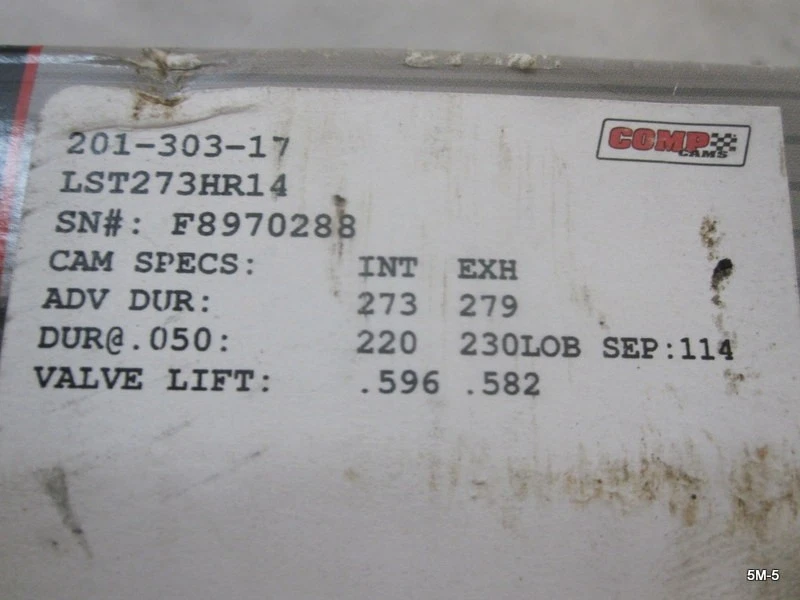 201-303-17
COMP
CAMS
LST273HR14
SN#: F8970288
CAM SPECS: INT EXH
ADV DUR: 273 279
DUR@.050: 220 230LOB SEP:114
VALVE LIFT: .596 .582
5M-5